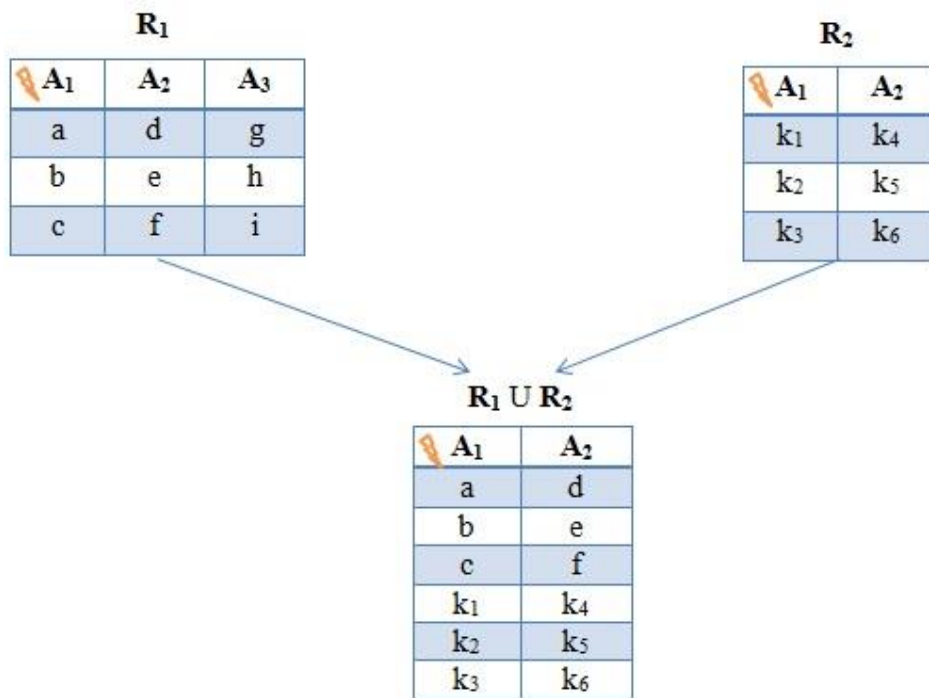 R₁
A₁ A₂ A₃
a d g
b e h
c f i
R₂
A₁ A₂
k₁ k₄
k₂ k₅
k₃ k₆
R₁ U R₂
A₁ A₂
a d
b e
c f
k₁ k₄
k₂ k₅
k₃ k₆